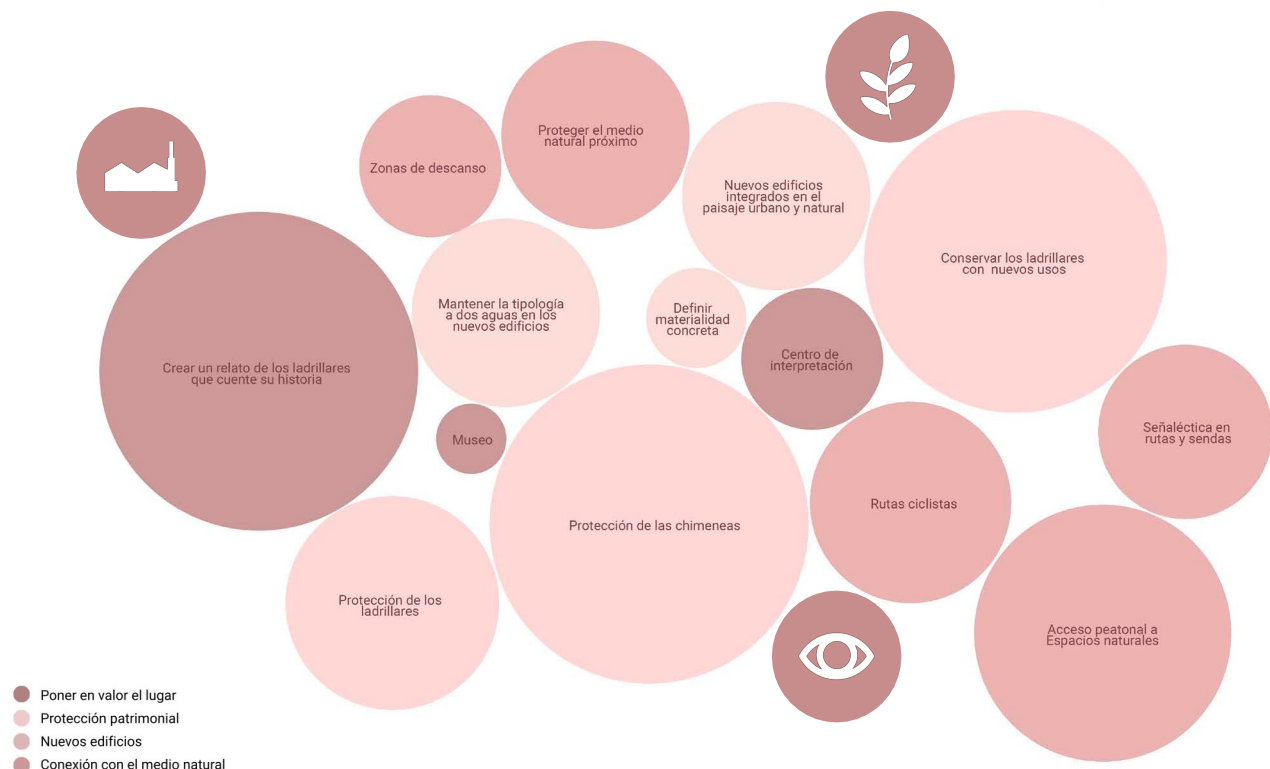 Proteger el medio
natural próximo
Zonas de descanso
Nuevos edificios
integrados en el
paisaje urbano y natural
Conservar los ladrillares
con nuevos usos
Mantener la tipología
a dos aguas en los
nuevos edificios
Definir
materialidad
concreta
Centro de
interpretación
Crear un relato de los ladrillares
que cuente su historia
Museo
Señaléctica en
rutas y sendas
Rutas ciclistas
Protección de las chimeneas
Protección de los
ladrillares
Acceso peatonal a
Espacios naturales
Poner en valor el lugar
Protección patrimonial
Nuevos edificios
Conexión con el medio natural